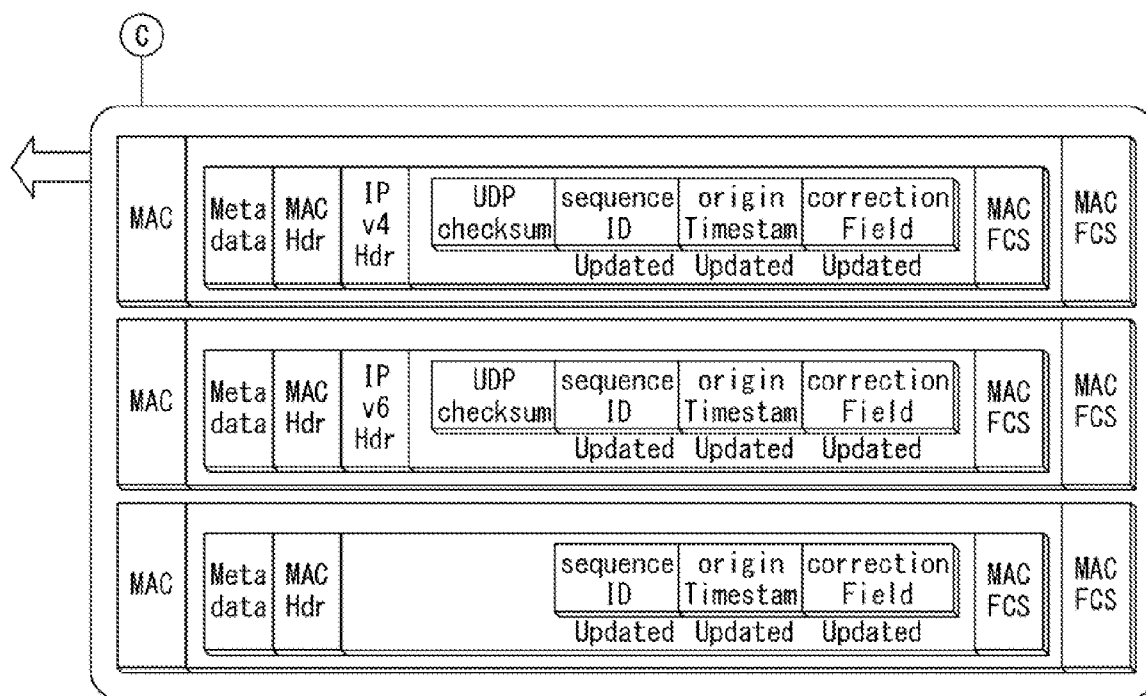 C
MAC
Meta
data
MAC
Hdr
IP
v4
Hdr
UDP
checksum
sequence
ID
origin
Timestam
correction
Field
Updated Updated Updated
MAC
FCS
MAC
FCS
MAC
Meta
data
MAC
Hdr
IP
v6
Hdr
UDP
checksum
sequence
ID
origin
Timestam
correction
Field
Updated Updated Updated
MAC
FCS
MAC
FCS
MAC
Meta
data
MAC
Hdr
sequence
ID
origin
Timestam
correction
Field
Updated Updated Updated
MAC
FCS
MAC
FCS